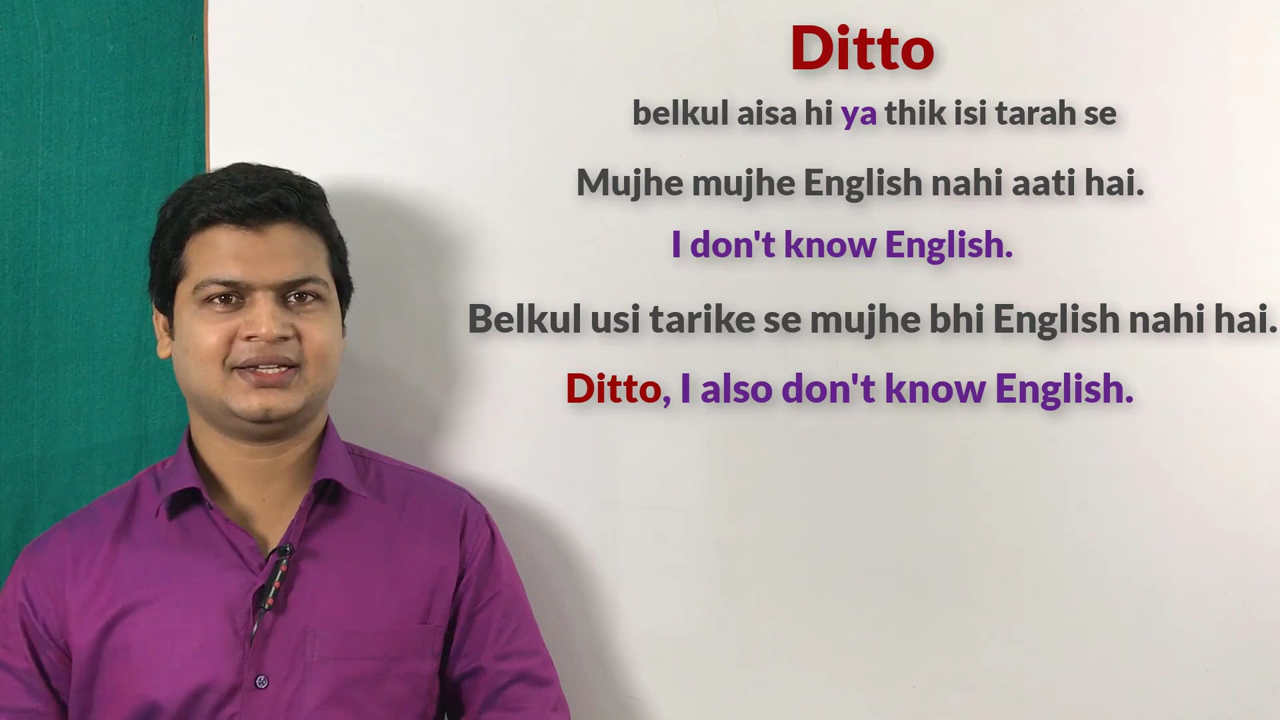 Ditto
belkul aisa hi ya thik isi tarah se
Mujhe mujhe English nahi aati hai.
I don't know English.
Belkul usi tarike se mujhe bhi English nahi hai.
Ditto, I also don't know English.